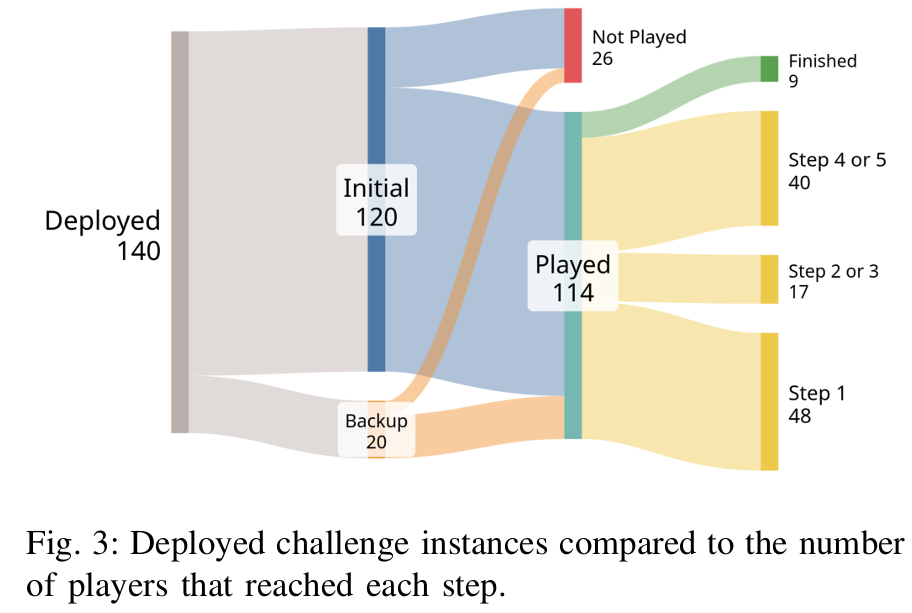 Deployed
140
Initial
120
Backup
20
Not Played
26
Played
114
Finished
9
Step 4 or 5
40
Step 2 or 3
17
Step 1
48
Fig. 3: Deployed challenge instances compared to the number
of players that reached each step.